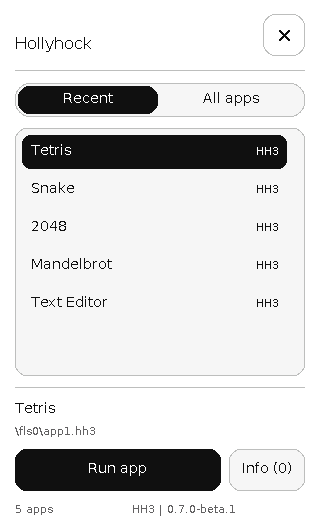 Hollyhock
Recent All apps
Tetris HH3
Snake HH3
2048 HH3
Mandelbrot HH3
Text Editor HH3
Tetris
\fls0\app1.hh3
Run app Info (0)
5 apps HH3 | 0.7.0-beta.1